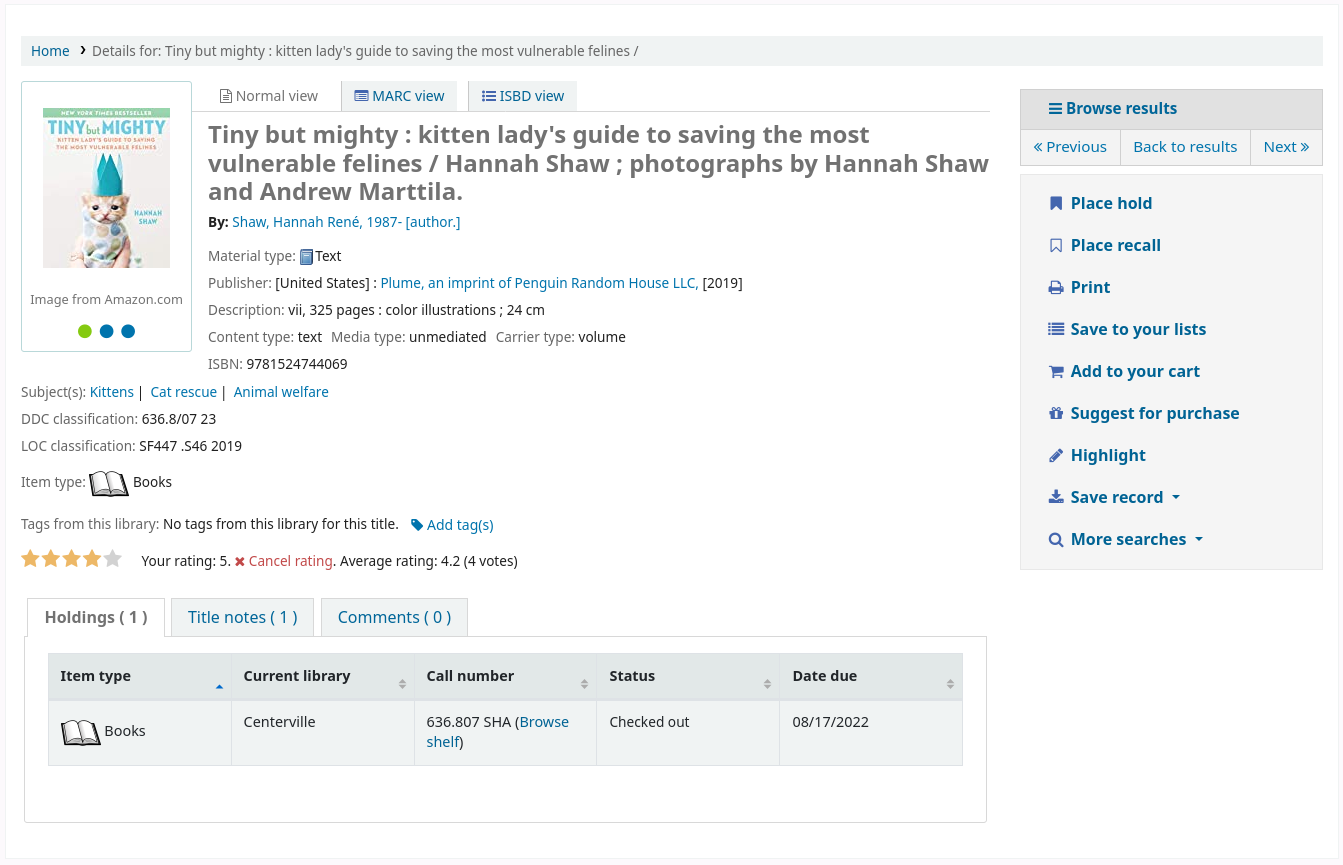 Home Details for: Tiny but mighty : kitten lady's guide to saving the most vulnerable felines /
NEW YORK TIMES BESTSELLER
TINY but MIGHTY
KITTEN LADY'S GUIDE TO SAVING
THE MOST VULNERABLE FELINES
HANNAH
SHAW
Image from Amazon.com
Normal view MARC view ISBD view
Tiny but mighty : kitten lady's guide to saving the most
vulnerable felines / Hannah Shaw ; photographs by Hannah Shaw
and Andrew Marttila.
By: Shaw, Hannah René, 1987- [author.]
Material type: Text
Publisher: [United States] : Plume, an imprint of Penguin Random House LLC, [2019]
Description: vii, 325 pages : color illustrations ; 24 cm
Content type: text Media type: unmediated Carrier type: volume
ISBN: 9781524744069
Subject(s): Kittens | Cat rescue | Animal welfare
DDC classification: 636.8/07 23
LOC classification: SF447 .S46 2019
Item type: Books
Tags from this library: No tags from this library for this title. Add tag(s)
Your rating: 5. Cancel rating. Average rating: 4.2 (4 votes)
Holdings ( 1 ) Title notes ( 1 ) Comments ( 0 )
Item type Current library Call number Status Date due
Books Centerville 636.807 SHA (Browse shelf) Checked out 08/17/2022
Browse results
« Previous Back to results Next »
Place hold
Place recall
Print
Save to your lists
Add to your cart
Suggest for purchase
Highlight
Save record
More searches